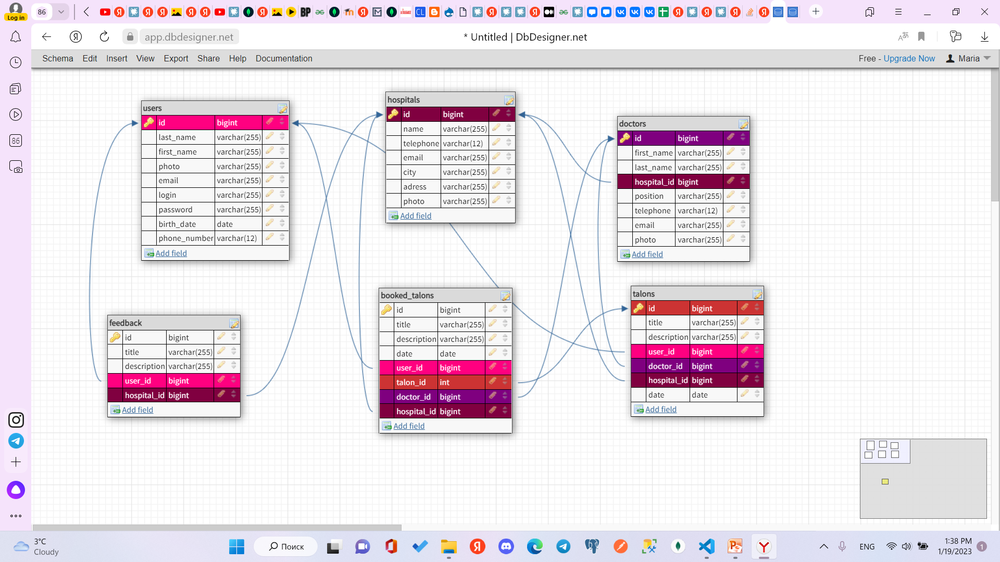 86
Log in
app.dbdesigner.net
* Untitled | DbDesigner.net
Schema Edit Insert View Export Share Help Documentation
Free - Upgrade Now Maria
86
users
id bigint
last_name varchar(255)
first_name varchar(255)
photo varchar(255)
email varchar(255)
login varchar(255)
password varchar(255)
birth_date date
phone_number varchar(12)
Add field
hospitals
id bigint
name varchar(255)
telephone varchar(12)
email varchar(255)
city varchar(255)
adress varchar(255)
photo varchar(255)
Add field
doctors
id bigint
first_name varchar(255)
last_name varchar(255)
hospital_id bigint
position varchar(255)
telephone varchar(12)
email varchar(255)
photo varchar(255)
Add field
feedback
id bigint
title varchar(255)
description varchar(255)
user_id bigint
hospital_id bigint
Add field
booked_talons
id bigint
title varchar(255)
description varchar(255)
date date
user_id bigint
talon_id int
doctor_id bigint
hospital_id bigint
Add field
talons
id bigint
title varchar(255)
description varchar(255)
user_id bigint
doctor_id bigint
hospital_id bigint
date date
Add field
3°C
Cloudy
Поиск
ENG
1:38 PM
1/19/2023
1